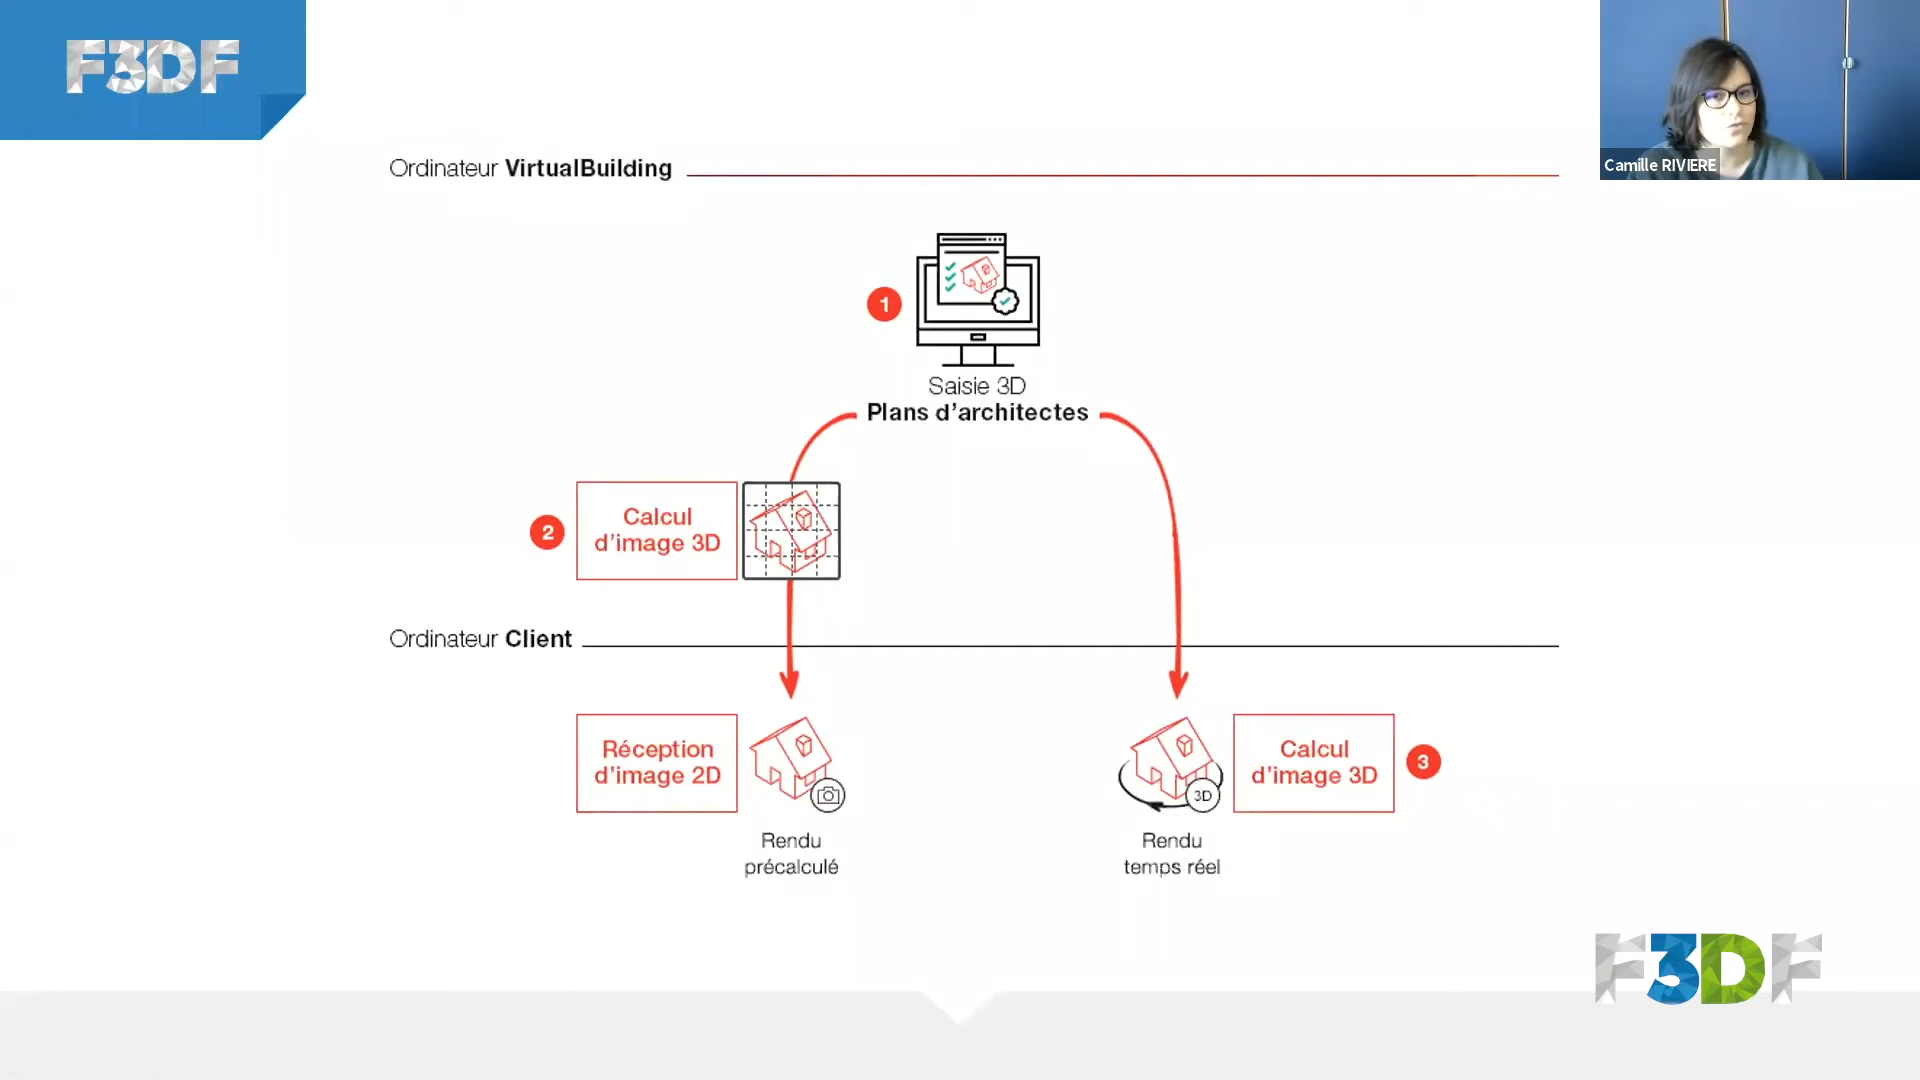 F3DF
Camille RIVIERE
Ordinateur VirtualBuilding
1
Saisie 3D
Plans d'architectes
2
Calcul
d'image 3D
Ordinateur Client
Réception
d'image 2D
Rendu
précalculé
3D
Rendu
temps réel
Calcul
d'image 3D
3
F3DF